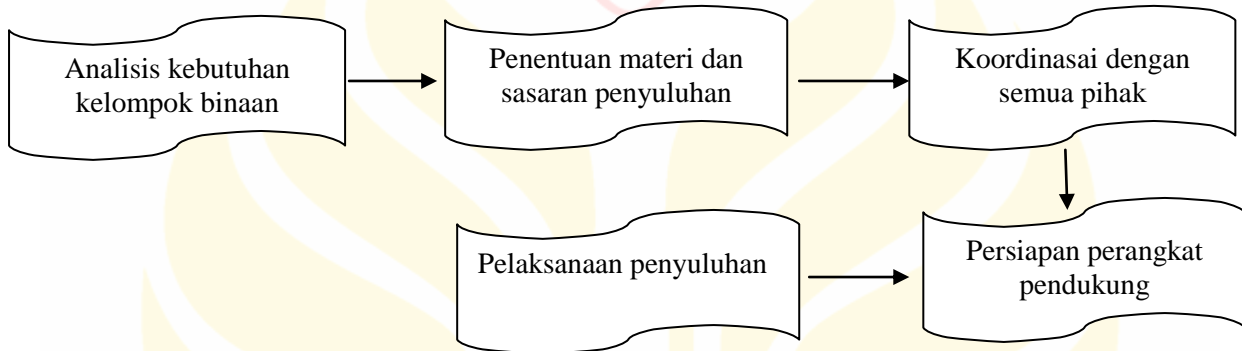 Analisis kebutuhan
kelompok binaan
Penentuan materi dan
sasaran penyuluhan
Koordinasai dengan
semua pihak
Pelaksanaan penyuluhan
Persiapan perangkat
pendukung